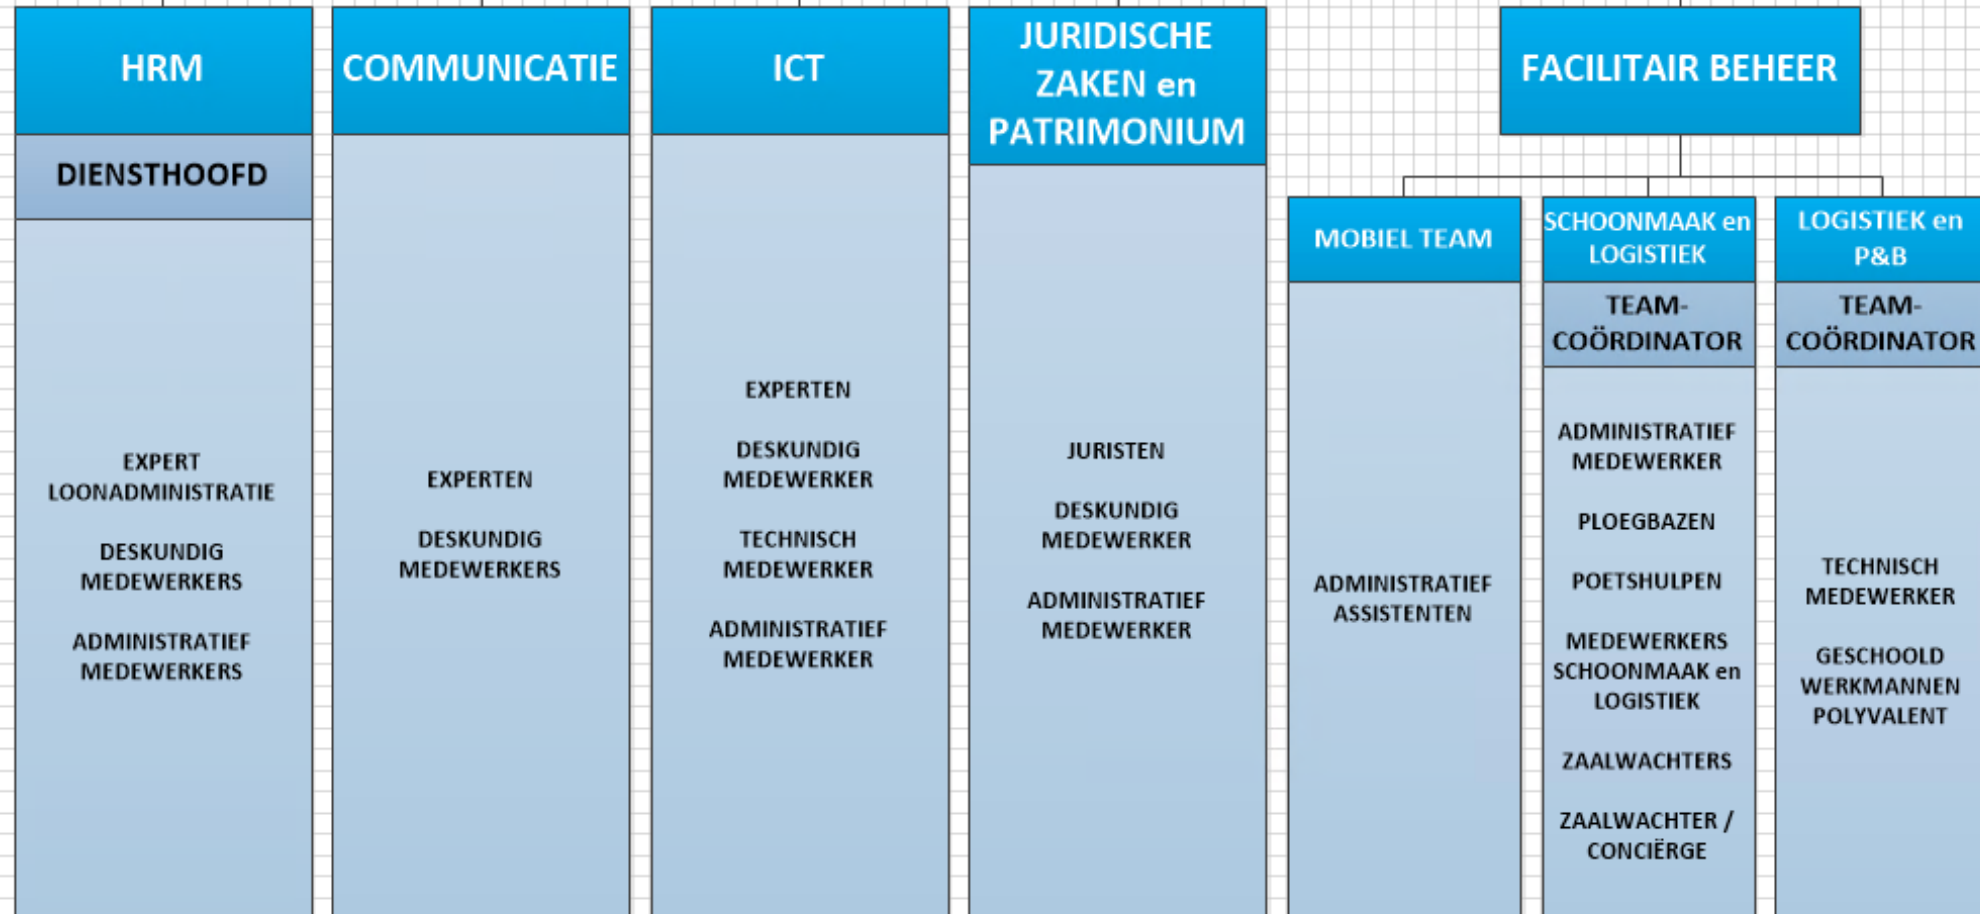 HRM
DIENSTHOOFD
EXPERT
LOONADMINISTRATIE
DESKUNDIG
MEDEWERKERS
ADMINISTRATIEF
MEDEWERKERS
COMMUNICATIE
EXPERTEN
DESKUNDIG
MEDEWERKERS
ICT
EXPERTEN
DESKUNDIG
MEDEWERKER
TECHNISCH
MEDEWERKER
ADMINISTRATIEF
MEDEWERKER
JURIDISCHE
ZAKEN en
PATRIMONIUM
JURISTEN
DESKUNDIG
MEDEWERKER
ADMINISTRATIEF
MEDEWERKER
FACILITAIR BEHEER
MOBIEL TEAM
ADMINISTRATIEF
ASSISTENTEN
SCHOONMAAK en
LOGISTIEK
TEAM-
COÖRDINATOR
ADMINISTRATIEF
MEDEWERKER
PLOEGBAZEN
POETSHULPEN
MEDEWERKERS
SCHOONMAAK en
LOGISTIEK
ZAALWACHTERS
ZAALWACHTER /
CONCIËRGE
LOGISTIEK en
P&B
TEAM-
COÖRDINATOR
TECHNISCH
MEDEWERKER
GESCHOOLD
WERKMANNEN
POLYVALENT